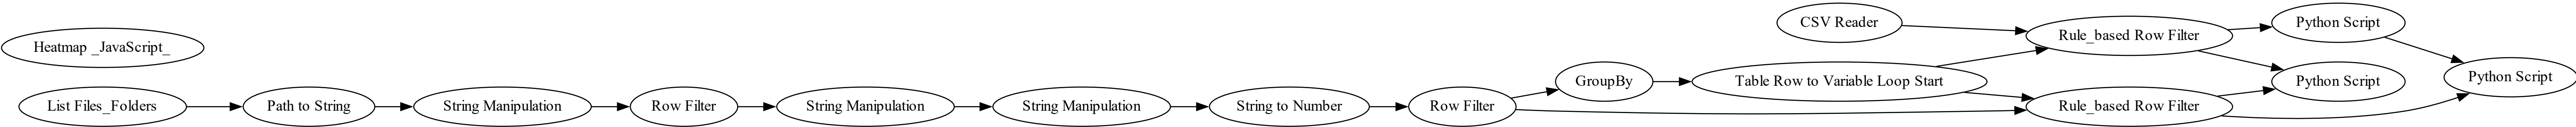 Heatmap _JavaScript_
List Files_Folders
Path to String
String Manipulation
Row Filter
String Manipulation
String Manipulation
String to Number
Row Filter
GroupBy
Table Row to Variable Loop Start
CSV Reader
Rule_based Row Filter
Rule_based Row Filter
Python Script
Python Script
Python Script